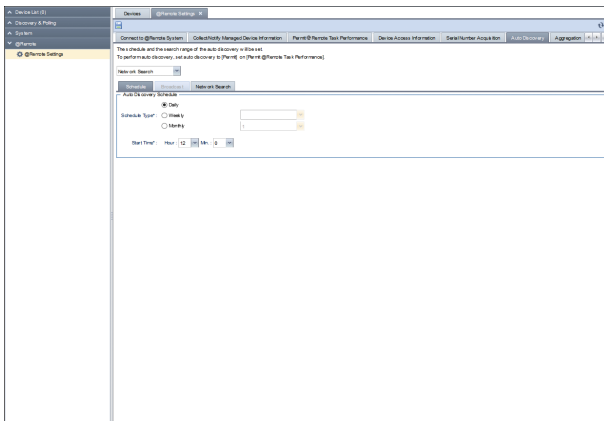 Device List (0)
Discovery & Polling
System
@Remote
@Remote Settings
Devices
@Remote Settings
Connect to @Remote System
Collect/Notify Managed Device Information
Permit @Remote Task Performance
Device Access Information
Serial Number Acquisition
Auto Discovery
Aggregation
The schedule and the search range of the auto discovery will be set.
To perform auto discovery, set auto discovery to [Permit] on [Permit @Remote Task Performance].
Network Search
Schedule
Broadcast
Network Search
Auto Discovery Schedule
Daily
Schedule Type* :
Weekly
Monthly
1
Start Time* : Hour : 12 Min. : 0